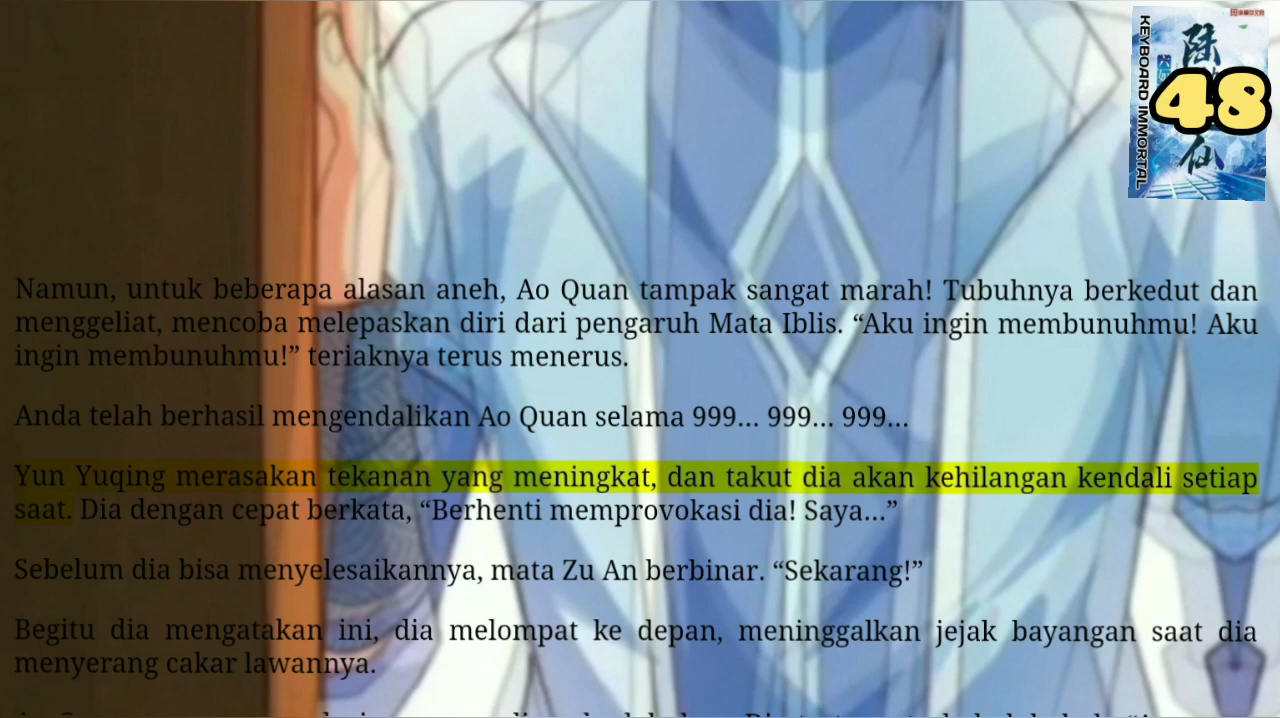 KEYBOARD IMMORTAL
48
Namun, untuk beberapa alasan aneh, Ao Quan tampak sangat marah! Tubuhnya berkedut dan
menggeliat, mencoba melepaskan diri dari pengaruh Mata Iblis. “Aku ingin membunuhmu! Aku
ingin membunuhmu!” teriaknya terus menerus.
Anda telah berhasil mengendalikan Ao Quan selama 999… 999… 999…
Yun Yuqing merasakan tekanan yang meningkat, dan takut dia akan kehilangan kendali setiap
saat. Dia dengan cepat berkata, “Berhenti memprovokasi dia! Saya…”
Sebelum dia bisa menyelesaikannya, mata Zu An berbinar. “Sekarang!”
Begitu dia mengatakan ini, dia melompat ke depan, meninggalkan jejak bayangan saat dia
menyerang cakar lawannya.